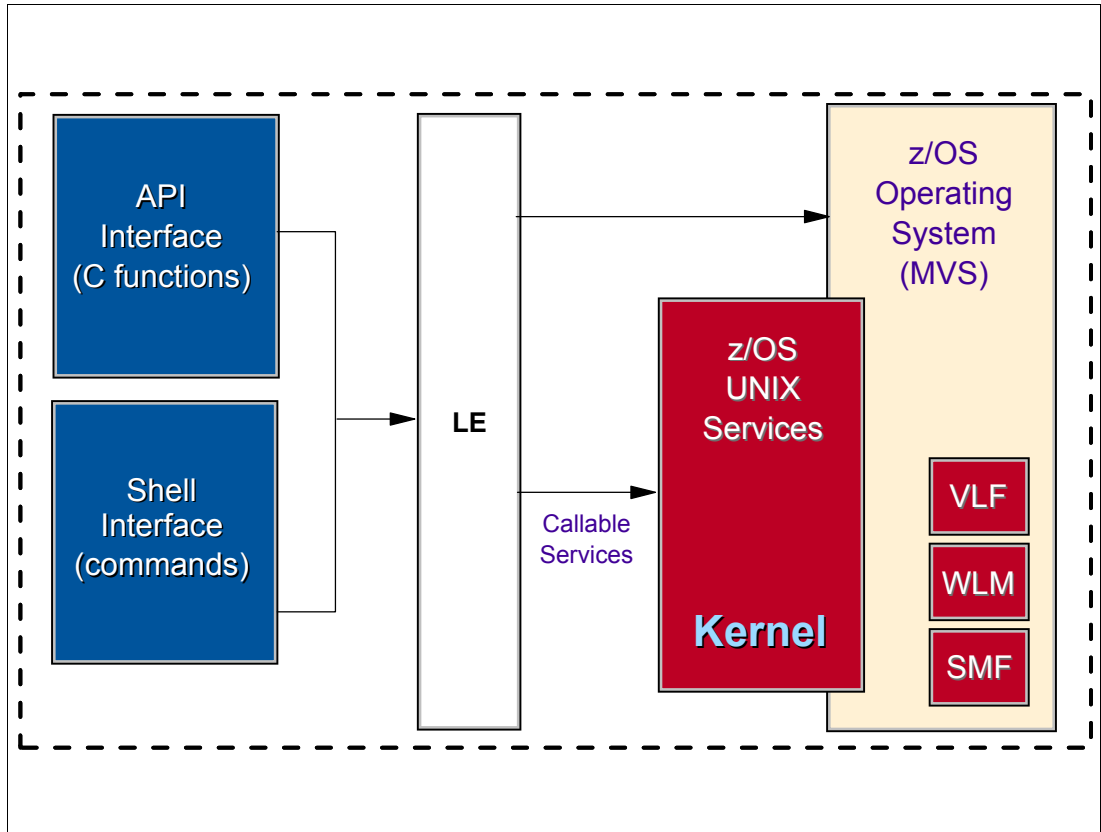 API
Interface
(C functions)
Shell
Interface
(commands)
LE
Callable
Services
z/OS
UNIX
Services
Kernel
z/OS
Operating
System
(MVS)
VLF
WLM
SMF